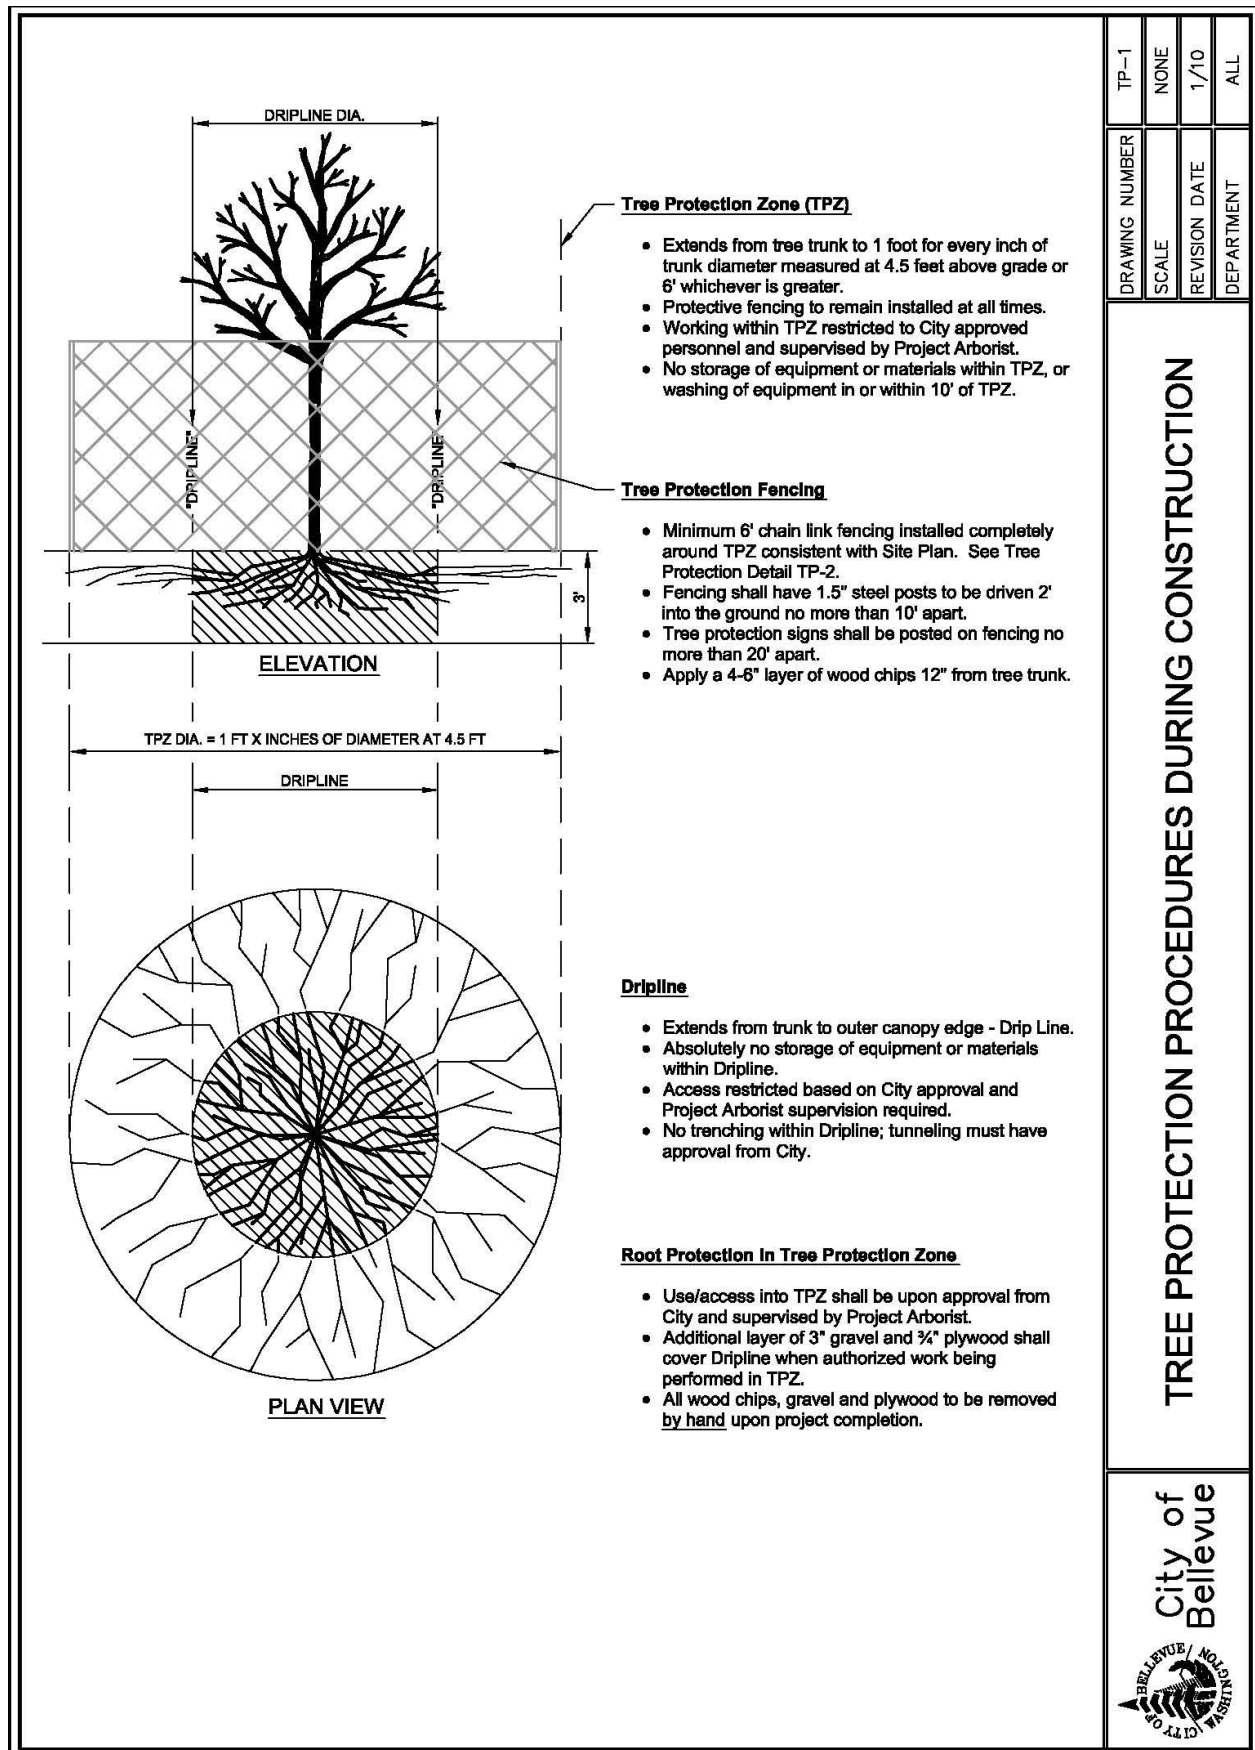 DRIPLINE DIA.
"DRIPLINE"
"DRIPLINE"
3'
ELEVATION
TPZ DIA. = 1 FT X INCHES OF DIAMETER AT 4.5 FT
DRIPLINE
PLAN VIEW
Tree Protection Zone (TPZ)
• Extends from tree trunk to 1 foot for every inch of
trunk diameter measured at 4.5 feet above grade or
6' whichever is greater.
• Protective fencing to remain installed at all times.
• Working within TPZ restricted to City approved
personnel and supervised by Project Arborist.
• No storage of equipment or materials within TPZ, or
washing of equipment in or within 10' of TPZ.
Tree Protection Fencing
• Minimum 6' chain link fencing installed completely
around TPZ consistent with Site Plan. See Tree
Protection Detail TP-2.
• Fencing shall have 1.5" steel posts to be driven 2'
into the ground no more than 10' apart.
• Tree protection signs shall be posted on fencing no
more than 20' apart.
• Apply a 4-6" layer of wood chips 12" from tree trunk.
Dripline
• Extends from trunk to outer canopy edge - Drip Line.
• Absolutely no storage of equipment or materials
within Dripline.
• Access restricted based on City approval and
Project Arborist supervision required.
• No trenching within Dripline; tunneling must have
approval from City.
Root Protection in Tree Protection Zone
• Use/access into TPZ shall be upon approval from
City and supervised by Project Arborist.
• Additional layer of 3" gravel and ¾" plywood shall
cover Dripline when authorized work being
performed in TPZ.
• All wood chips, gravel and plywood to be removed
by hand upon project completion.
DRAWING NUMBER TP-1
SCALE NONE
REVISION DATE 1/10
DEPARTMENT ALL
TREE PROTECTION PROCEDURES DURING CONSTRUCTION
City of
Bellevue
CITY OF BELLEVUE
WASHINGTON